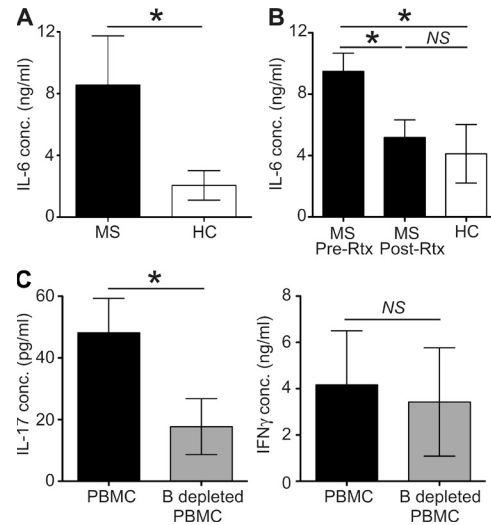 A
*
IL-6 conc. (ng/ml)
12
8
4
0
MS
HC
B
*
*
NS
IL-6 conc. (ng/ml)
12
8
4
0
MS
Pre-Rtx
MS
Post-Rtx
HC
C
*
IL-17 conc. (pg/ml)
60
40
20
0
PBMC
B depleted
PBMC
NS
IFNγ conc. (ng/ml)
8
6
4
2
0
PBMC
B depleted
PBMC